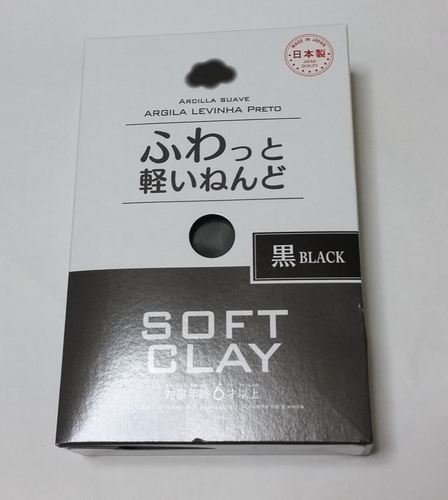 MADE IN JAPAN
日本製
JAPAN
QUALITY
ARCILLA SUAVE
ARGILA LEVINHA PRETO
ふわっと
軽いねんど
黒 BLACK
SOFT
CLAY
対象年齢6才以上